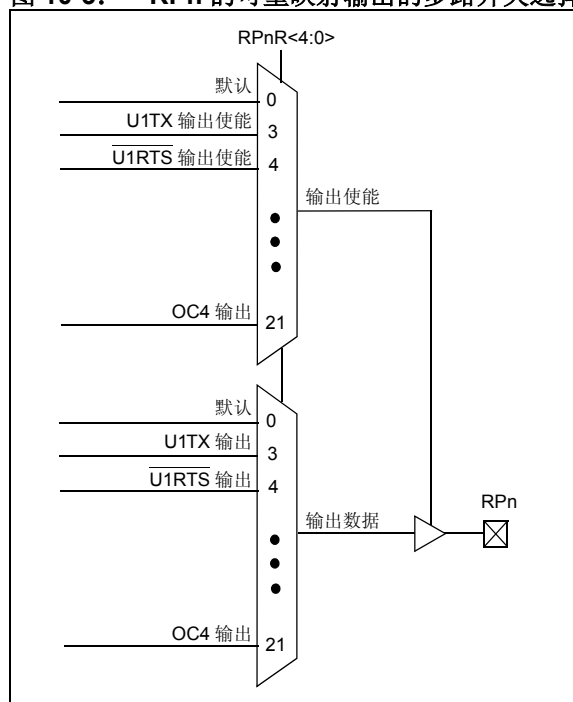 RPnR<4:0>
默认
0
U1TX 输出使能
3
U1RTS 输出使能
4
输出使能
OC4 输出
21
默认
0
U1TX 输出
3
U1RTS 输出
4
输出数据
RPn
OC4 输出
21